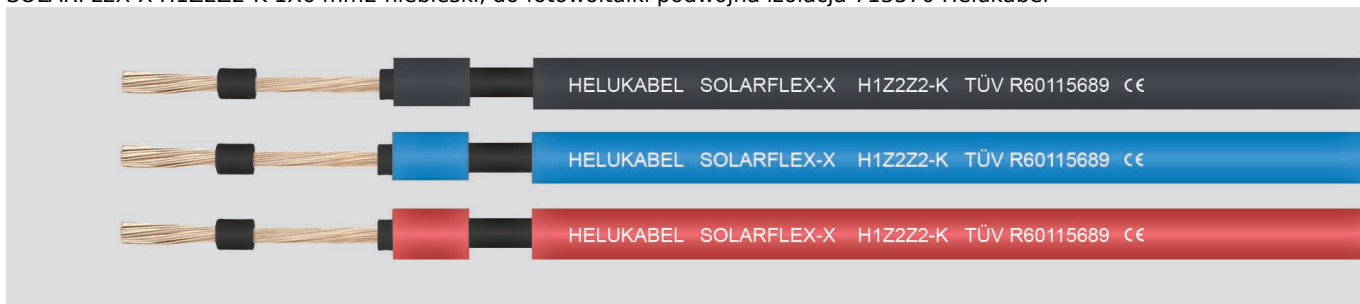 SOLARFLEX-X H1Z2Z2-K 1X6 mm2 niebieski, do fotowoltaiki podwójna izolacja 713570 Helukabel
HELUKABEL SOLARFLEX-X H1Z2Z2-K TÜV R60115689 CE
HELUKABEL SOLARFLEX-X H1Z2Z2-K TÜV R60115689 CE
HELUKABEL SOLARFLEX-X H1Z2Z2-K TÜV R60115689 CE